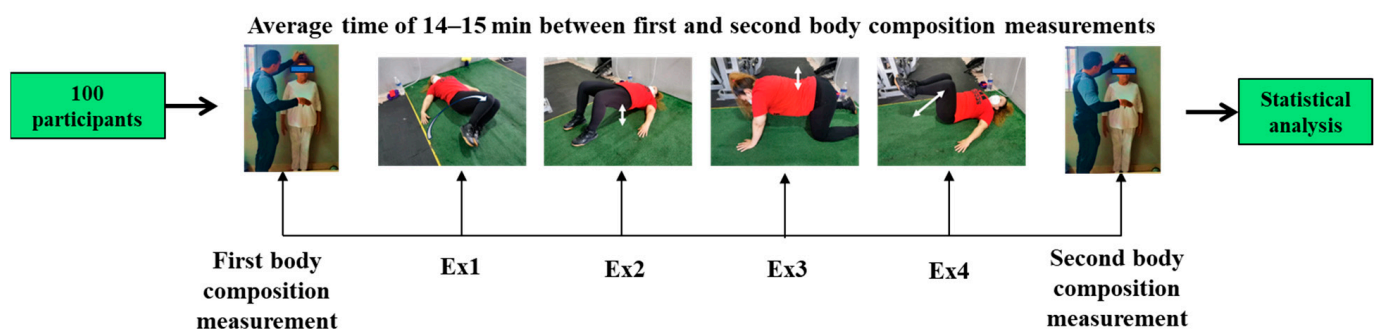 Average time of 14–15 min between first and second body composition measurements
100
participants
Statistical
analysis
First body
composition
measurement
Ex1
Ex2
Ex3
Ex4
Second body
composition
measurement